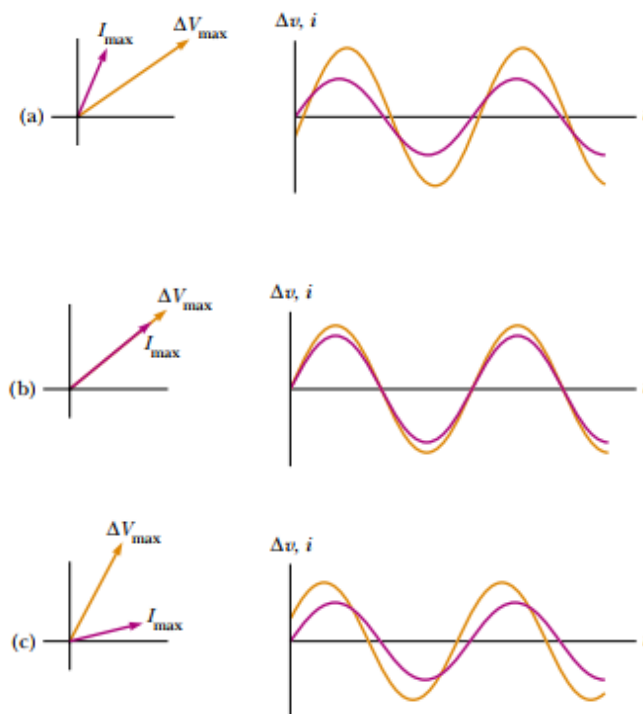 I_max ΔV_max
(a)
Δv, i
ΔV_max
I_max
(b)
Δv, i
ΔV_max
I_max
(c)
Δv, i